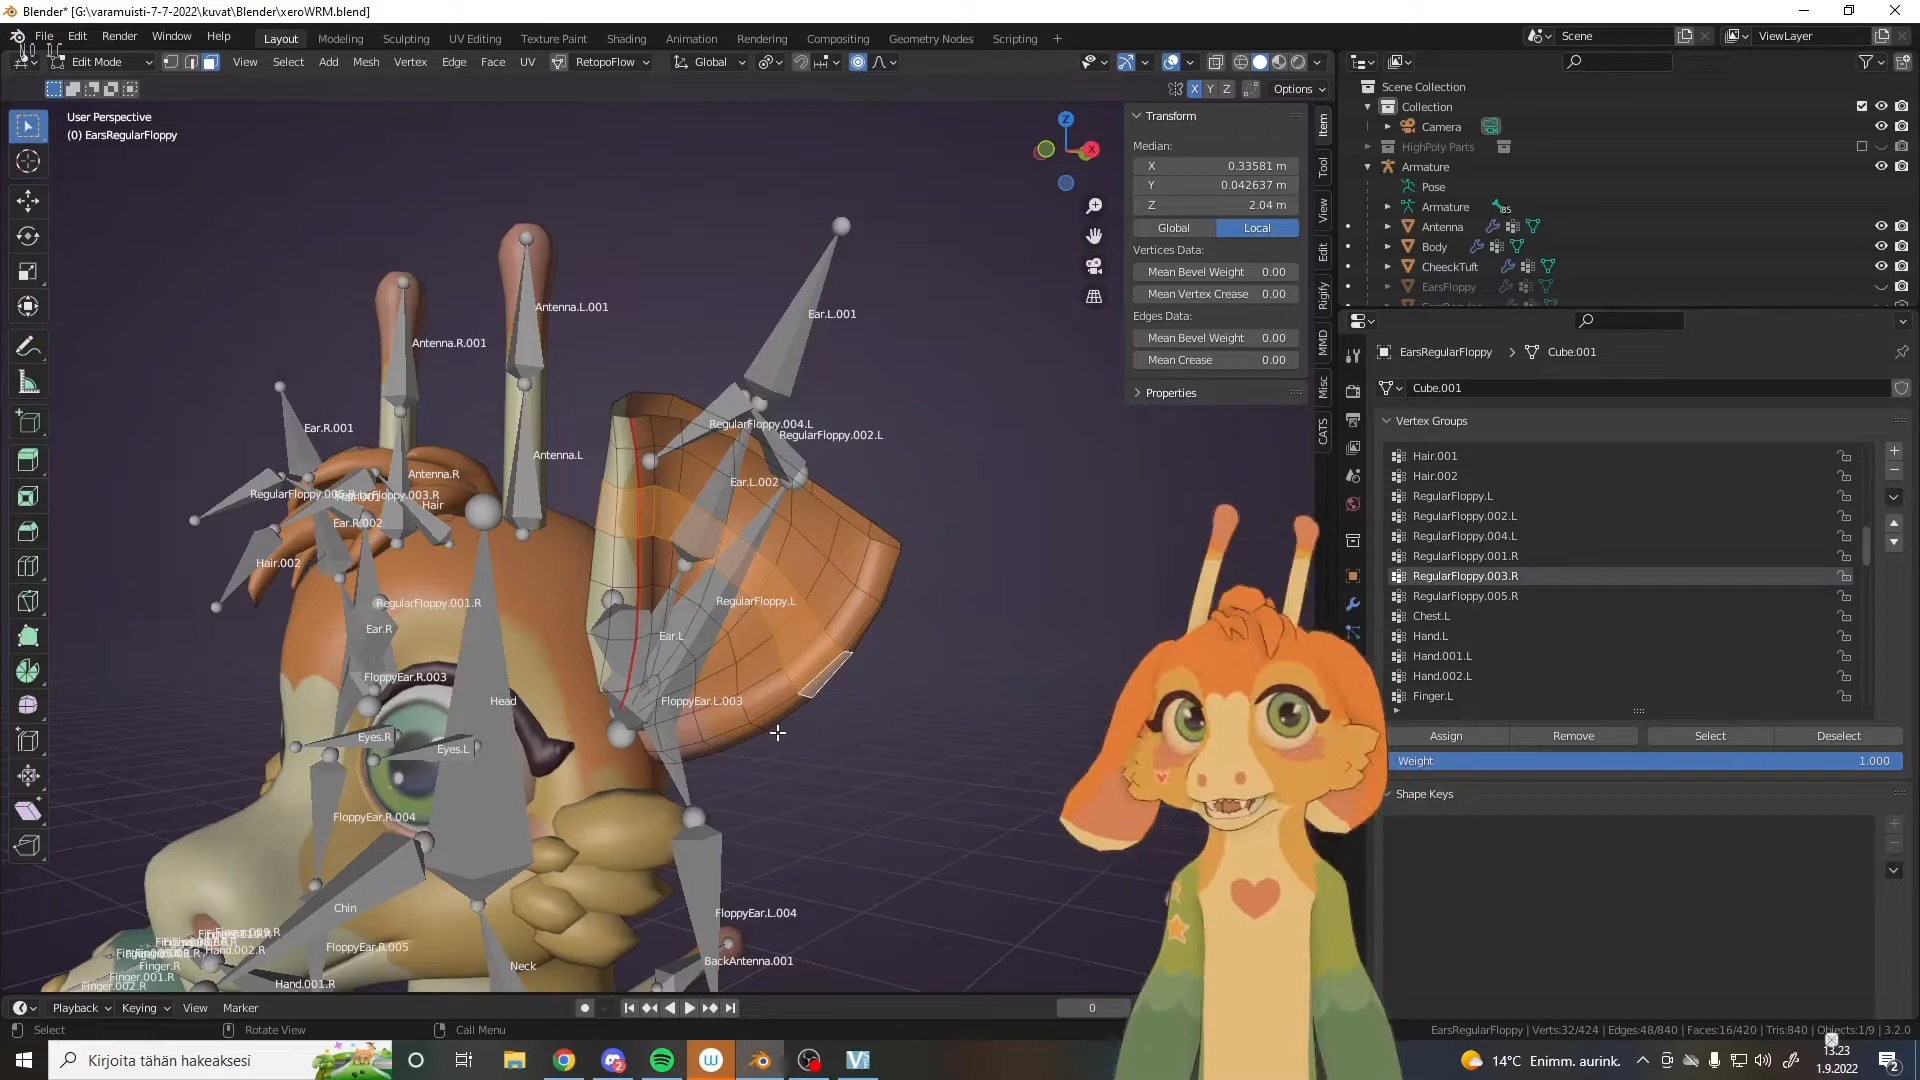 Blender* [G:\varamuisti-7-7-2022\kuvat\Blender\xeroWRM.blend]
File Edit Render Window Help Layout Modeling Sculpting UV Editing Texture Paint Shading Animation Rendering Compositing Geometry Nodes Scripting + Scene ViewLayer
Edit Mode View Select Add Mesh Vertex Edge Face UV RetopoFlow Global
X Y Z Options
User Perspective
(0) EarsRegularFloppy
Z
X
Antenna.L.001
Antenna.R.001
Ear.L.001
Ear.R.001
RegularFloppy.004.L
RegularFloppy.002.L
Antenna.L
Antenna.R
Ear.L.002
RegularFloppy.003.R
Hair
Ear.R.002
Hair.002
RegularFloppy.L
RegularFloppy.001.R
Ear.R
Ear.L
FloppyEar.R.003
Head
FloppyEar.L.003
Eyes.R
Eyes.L
FloppyEar.R.004
Chin
FloppyEar.L.004
FloppyEar.R.005
Neck
BackAntenna.001
Hand.002.R
Finger.R
Finger.001.R
Finger.002.R
Hand.001.R
Transform
Median:
X 0.33581 m
Y 0.042637 m
Z 2.04 m
Global Local
Vertices Data:
Mean Bevel Weight 0.00
Mean Vertex Crease 0.00
Edges Data:
Mean Bevel Weight 0.00
Mean Crease 0.00
Properties
Item
Tool
View
Edit
Rigify
MMD
Misc
CATS
Scene Collection
Collection
Camera
HighPoly Parts
Armature
Pose
Armature 85
Antenna
Body
CheeckTuft
EarsFloppy
EarsRegularFloppy > Cube.001
Cube.001
Vertex Groups
Hair.001
Hair.002
RegularFloppy.L
RegularFloppy.002.L
RegularFloppy.004.L
RegularFloppy.001.R
RegularFloppy.003.R
RegularFloppy.005.R
Chest.L
Hand.L
Hand.001.L
Hand.002.L
Finger.L
Assign Remove Select Deselect
Weight 1.000
Shape Keys
Playback Keying View Marker 0
Select Rotate View Call Menu
EarsRegularFloppy | Verts:32/424 | Edges:48/840 | Faces:16/420 | Tris:840 | Objects:1/9 | 3.2.0
Kirjoita tähän hakeaksesi
14°C Enimm. aurink.
13.23
1.9.2022
2